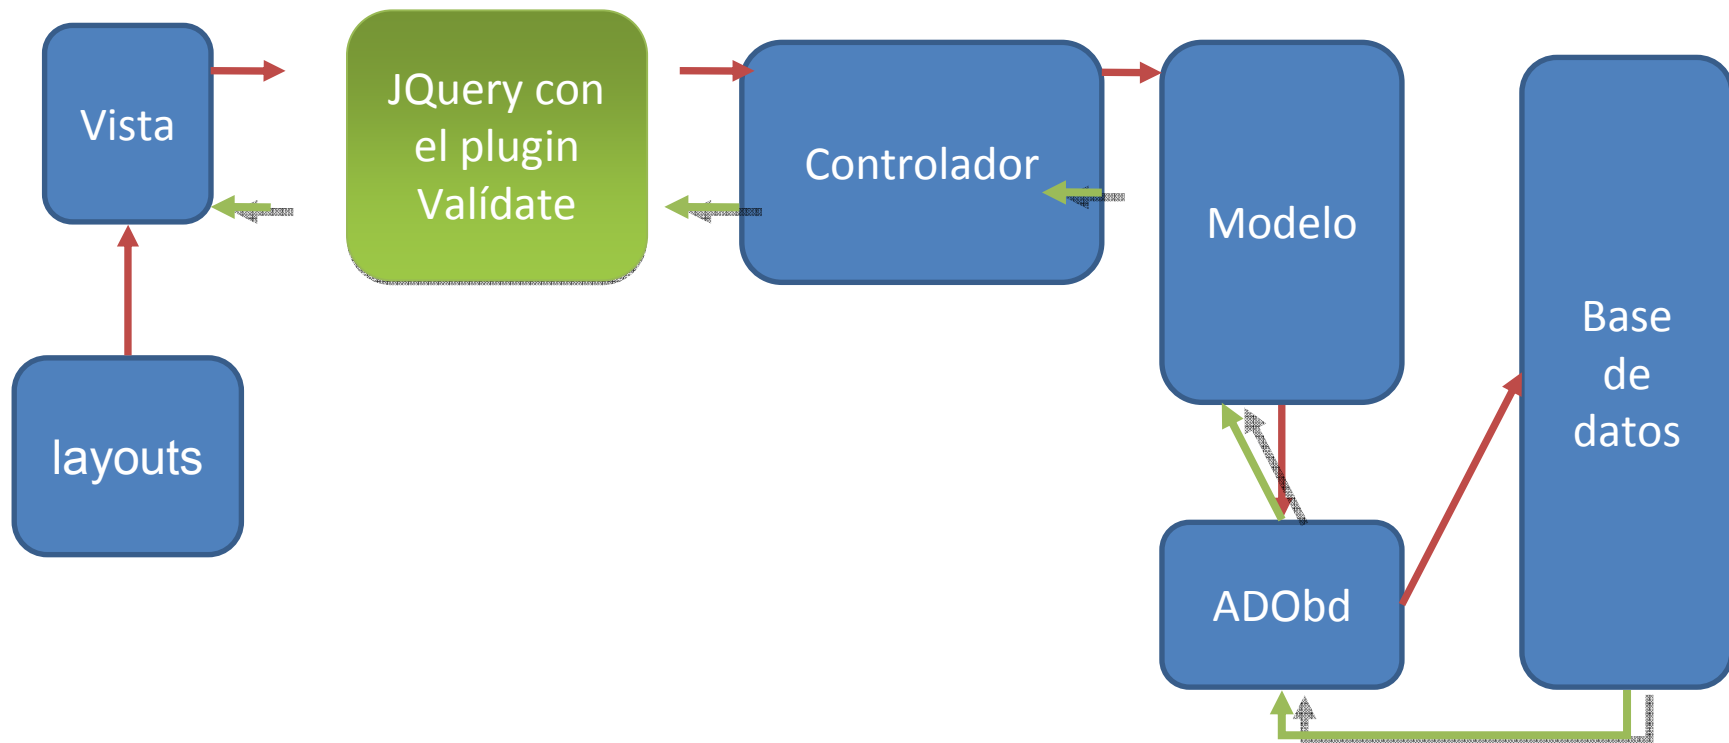 Vista
JQuery con
el plugin
Valídate
Controlador
Modelo
Base
de
datos
layouts
ADObd